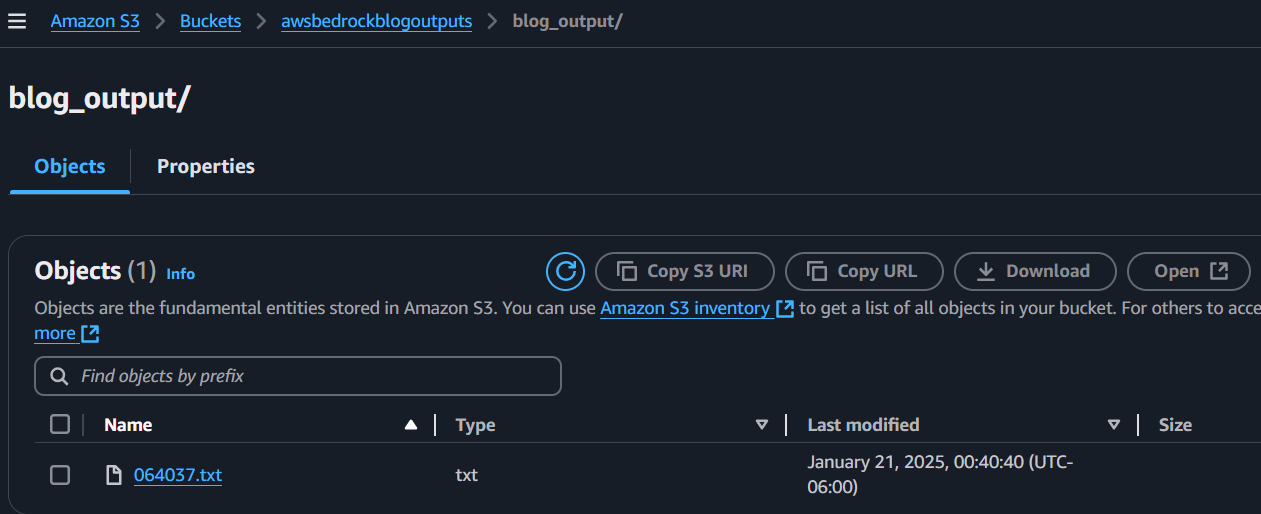 Amazon S3 > Buckets > awsbedrockblogoutputs > blog_output/
blog_output/
Objects Properties
Objects (1) Info
Copy S3 URI Copy URL Download Open
Objects are the fundamental entities stored in Amazon S3. You can use Amazon S3 inventory to get a list of all objects in your bucket. For others to acce
more
Find objects by prefix
Name Type Last modified Size
064037.txt txt January 21, 2025, 00:40:40 (UTC-
06:00)